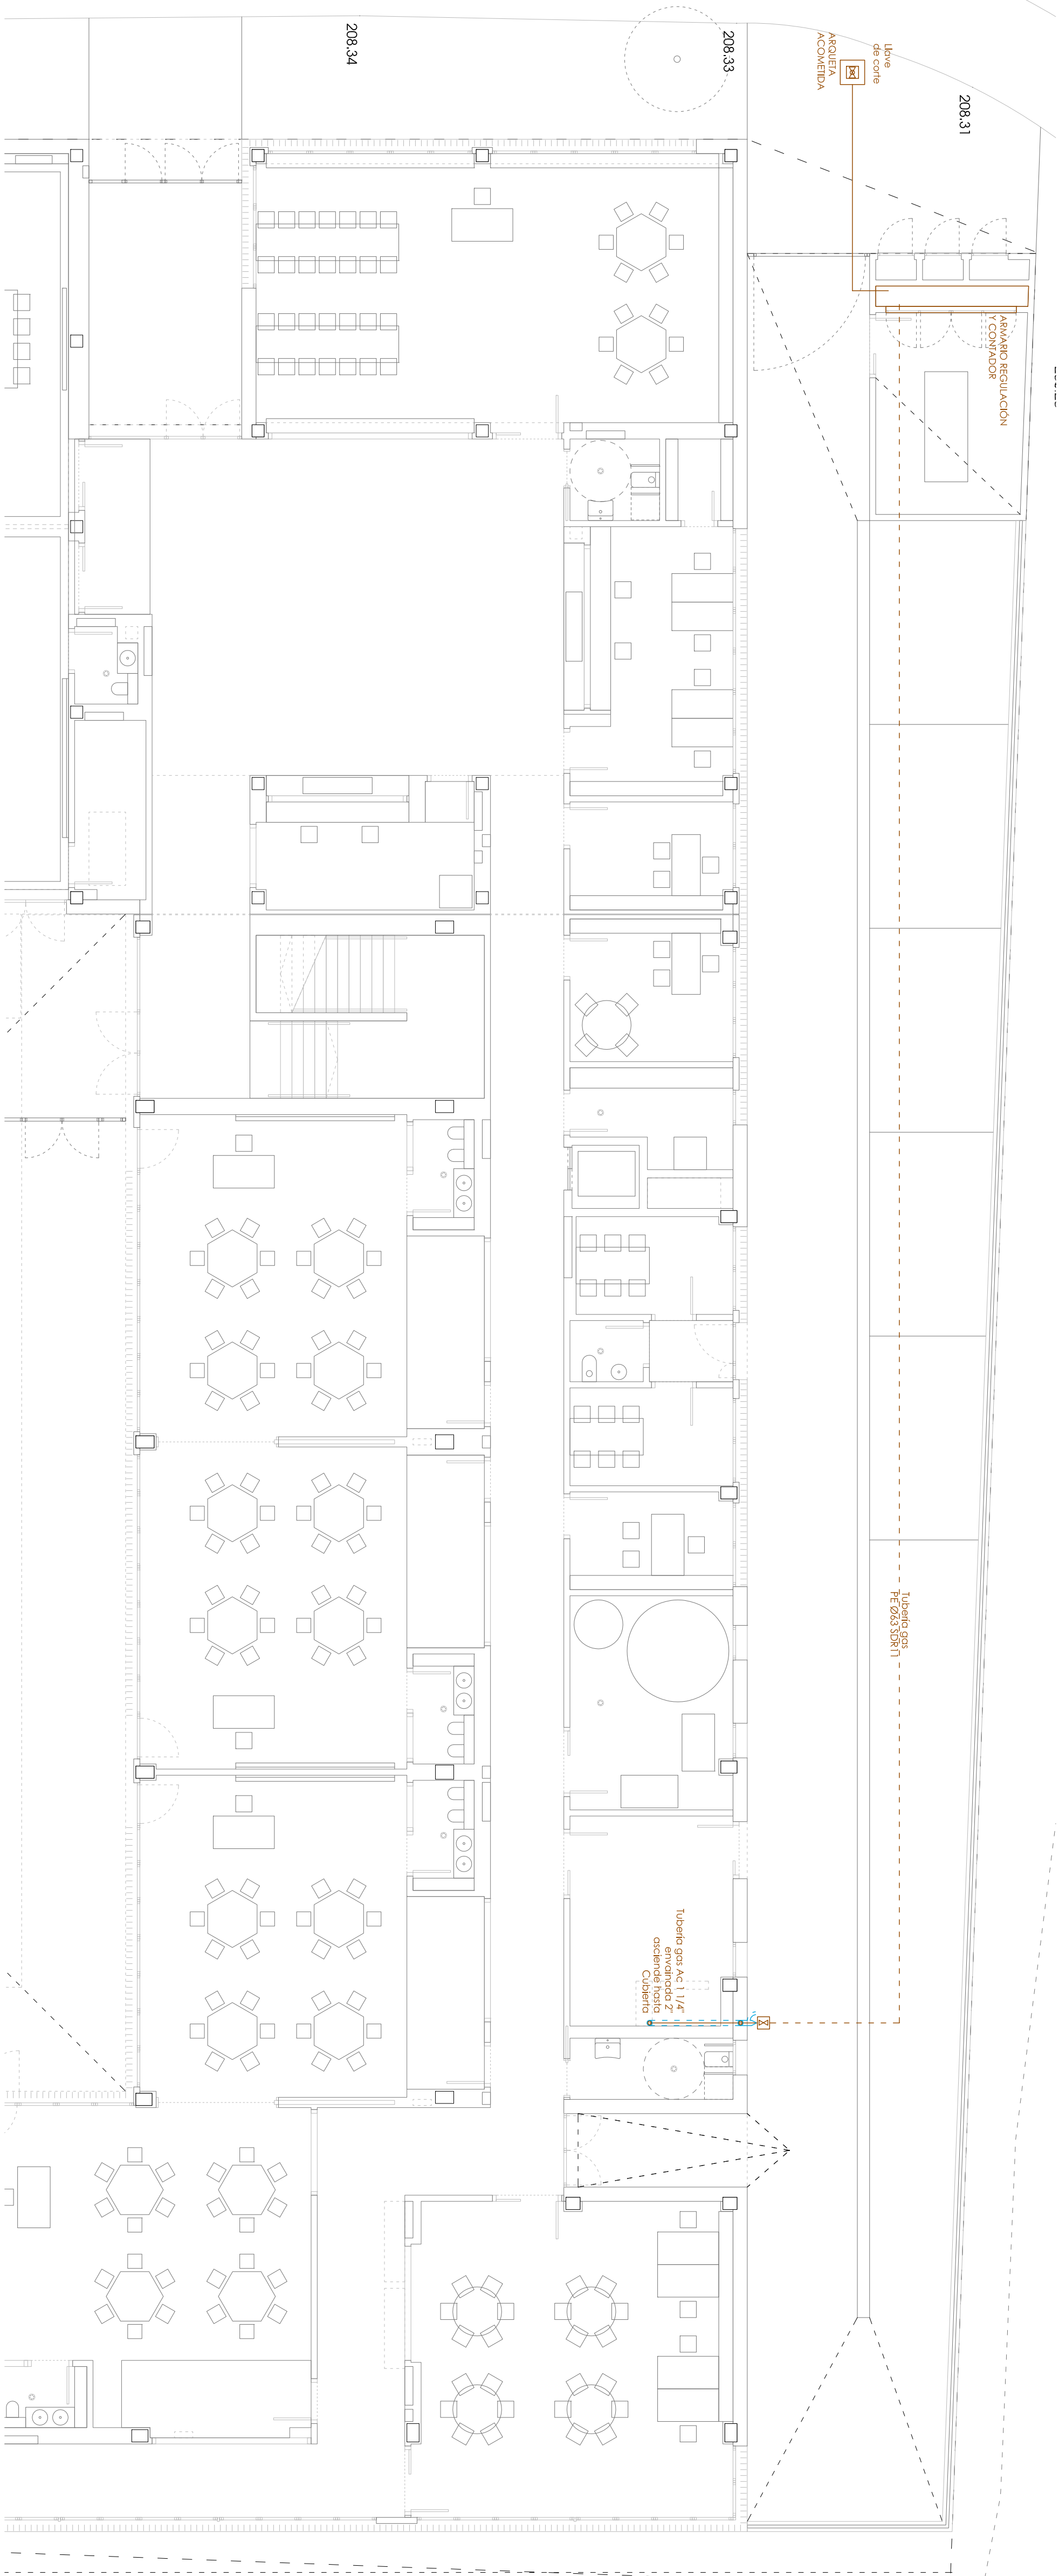 208.34
208.33
208.31
Llave
de corte
ARQUETA
ACOMETIDA
ARMARIO REGULACIÓN
Y CONTADOR
Tubería gas
PE Ø63 SDR11
Tubería gas Ac 1 1/4"
envainada 2"
asciende hasta
Cubierta